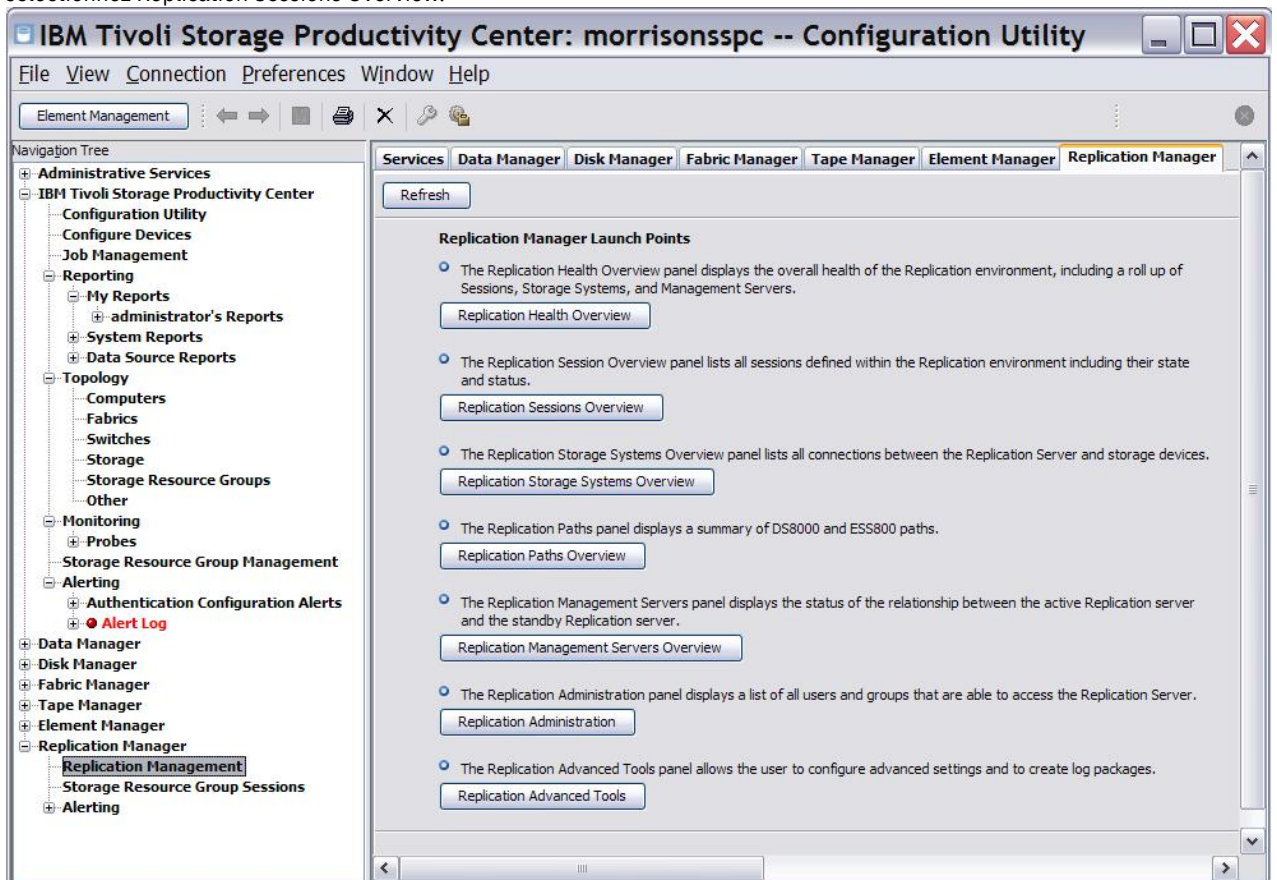 sélectionnez Replication Sessions Overview.
IBM Tivoli Storage Productivity Center: morrisonsspc -- Configuration Utility
File View Connection Preferences Window Help
Element Management
Navigation Tree
Administrative Services
IBM Tivoli Storage Productivity Center
Configuration Utility
Configure Devices
Job Management
Reporting
My Reports
administrator's Reports
System Reports
Data Source Reports
Topology
Computers
Fabrics
Switches
Storage
Storage Resource Groups
Other
Monitoring
Probes
Storage Resource Group Management
Alerting
Authentication Configuration Alerts
Alert Log
Data Manager
Disk Manager
Fabric Manager
Tape Manager
Element Manager
Replication Manager
Replication Management
Storage Resource Group Sessions
Alerting
Services Data Manager Disk Manager Fabric Manager Tape Manager Element Manager Replication Manager
Refresh
Replication Manager Launch Points
The Replication Health Overview panel displays the overall health of the Replication environment, including a roll up of
Sessions, Storage Systems, and Management Servers.
Replication Health Overview
The Replication Session Overview panel lists all sessions defined within the Replication environment including their state
and status.
Replication Sessions Overview
The Replication Storage Systems Overview panel lists all connections between the Replication Server and storage devices.
Replication Storage Systems Overview
The Replication Paths panel displays a summary of DS8000 and ESS800 paths.
Replication Paths Overview
The Replication Management Servers panel displays the status of the relationship between the active Replication server
and the standby Replication server.
Replication Management Servers Overview
The Replication Administration panel displays a list of all users and groups that are able to access the Replication Server.
Replication Administration
The Replication Advanced Tools panel allows the user to configure advanced settings and to create log packages.
Replication Advanced Tools